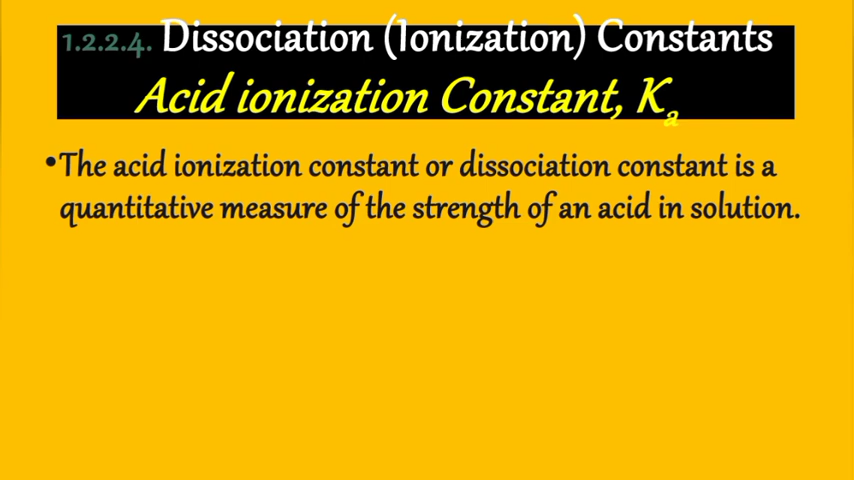 1.2.2.4. Dissociation (Ionization) Constants
Acid ionization Constant, Ka
•The acid ionization constant or dissociation constant is a
quantitative measure of the strength of an acid in solution.